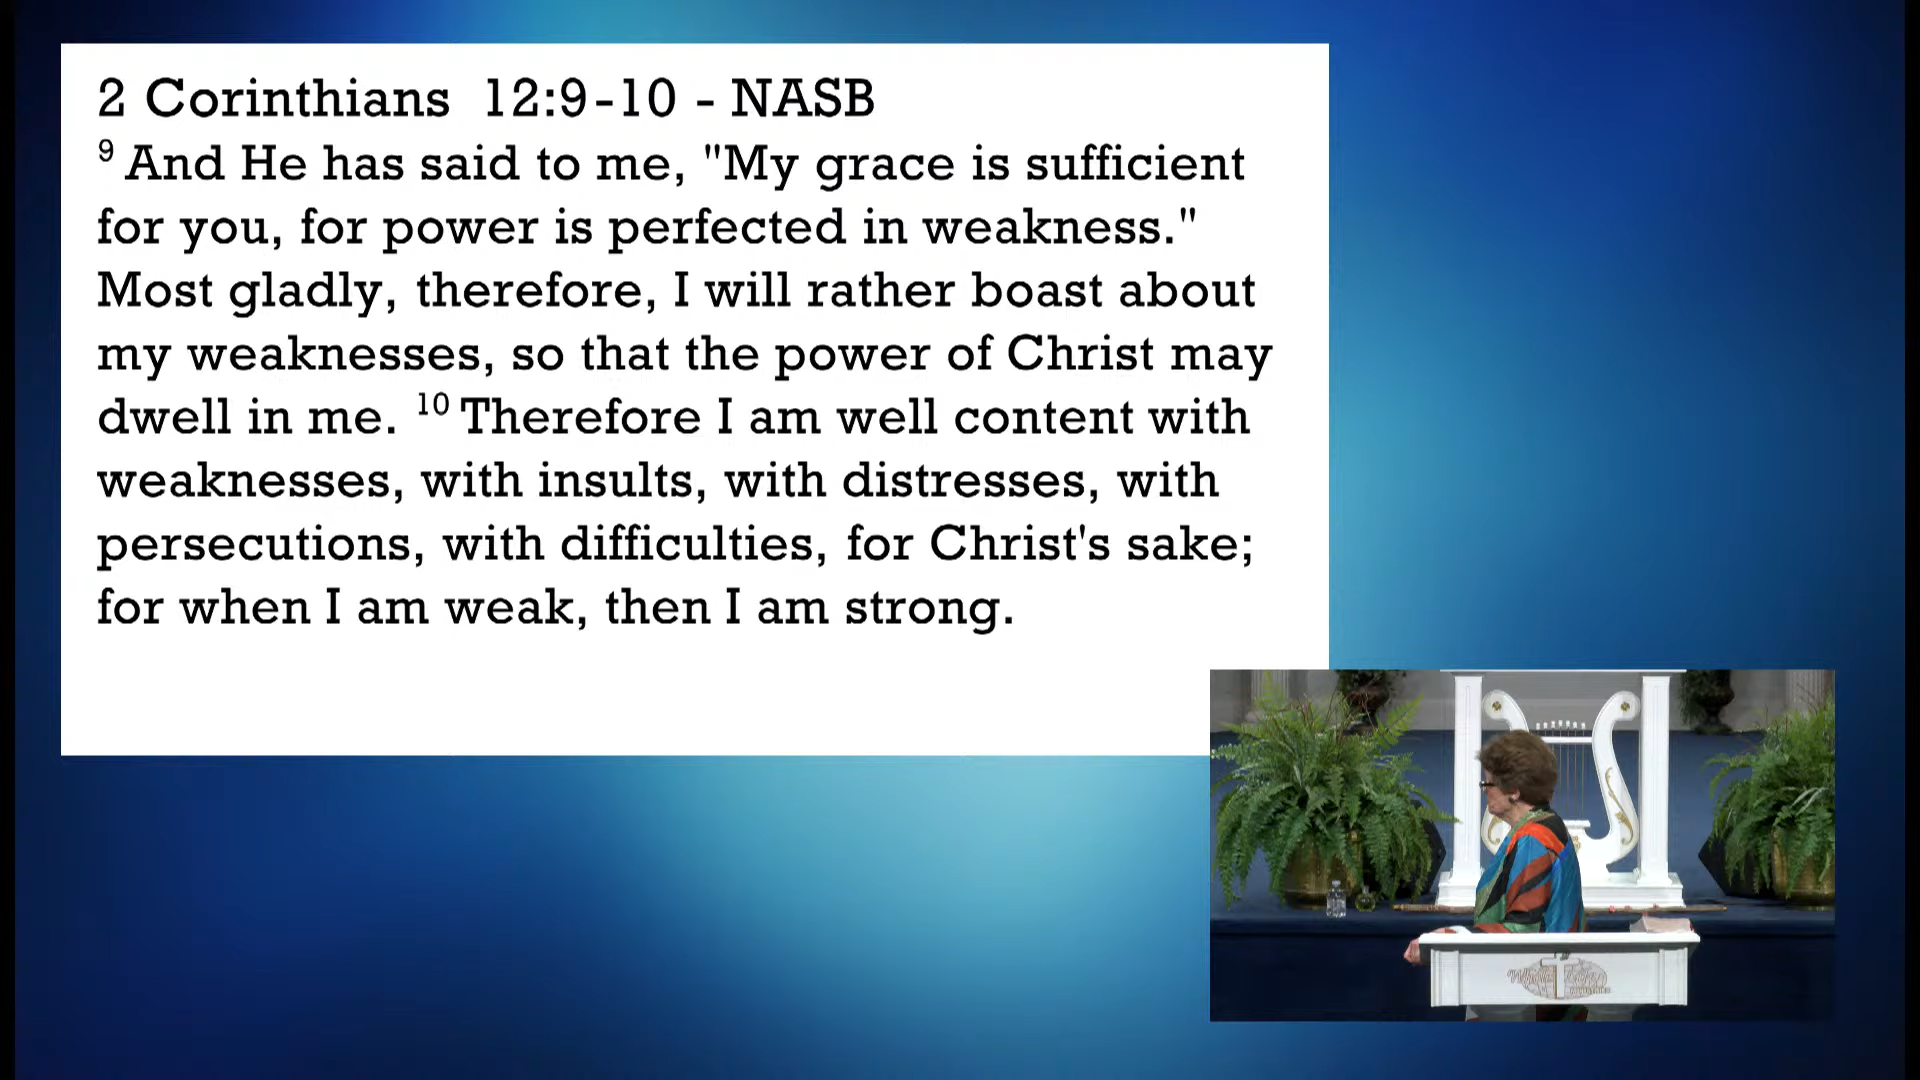 2 Corinthians 12:9-10 - NASB
9 And He has said to me, "My grace is sufficient
for you, for power is perfected in weakness."
Most gladly, therefore, I will rather boast about
my weaknesses, so that the power of Christ may
dwell in me. 10 Therefore I am well content with
weaknesses, with insults, with distresses, with
persecutions, with difficulties, for Christ's sake;
for when I am weak, then I am strong.